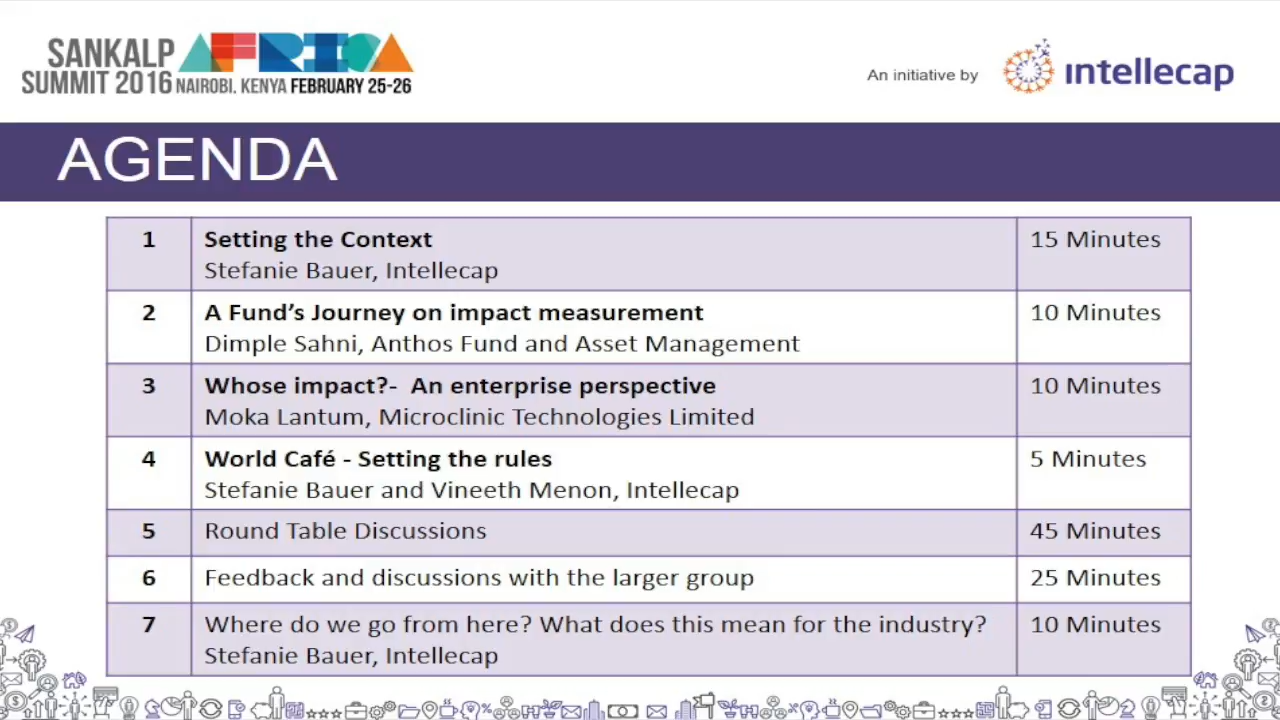 SANKALP AFRICA
SUMMIT 2016 NAIROBI. KENYA FEBRUARY 25-26
An initiative by intellecap
AGENDA
1 Setting the Context 15 Minutes
Stefanie Bauer, Intellecap
2 A Fund's Journey on impact measurement 10 Minutes
Dimple Sahni, Anthos Fund and Asset Management
3 Whose impact?- An enterprise perspective 10 Minutes
Moka Lantum, Microclinic Technologies Limited
4 World Café - Setting the rules 5 Minutes
Stefanie Bauer and Vineeth Menon, Intellecap
5 Round Table Discussions 45 Minutes
6 Feedback and discussions with the larger group 25 Minutes
7 Where do we go from here? What does this mean for the industry? 10 Minutes
Stefanie Bauer, Intellecap